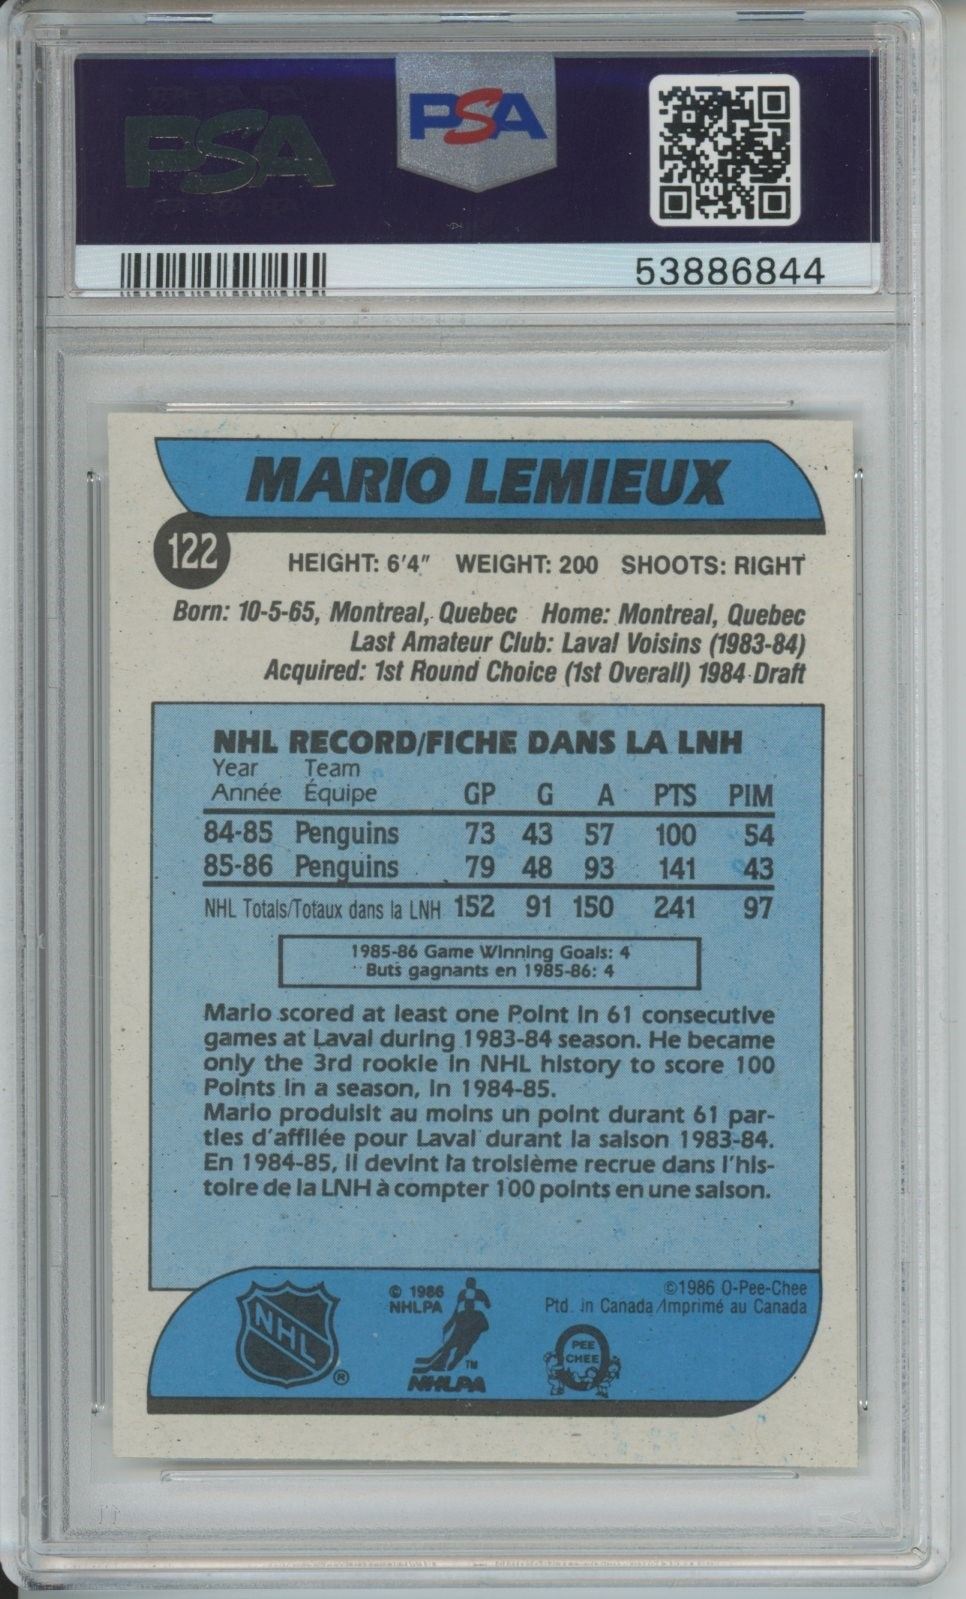 PSA
PSA
53886844
MARIO LEMIEUX
122
HEIGHT: 6'4" WEIGHT: 200 SHOOTS: RIGHT
Born: 10-5-65, Montreal, Quebec Home: Montreal, Quebec
Last Amateur Club: Laval Voisins (1983-84)
Acquired: 1st Round Choice (1st Overall) 1984 Draft
NHL RECORD/FICHE DANS LA LNH
Year Team
Année Équipe GP G A PTS PIM
84-85 Penguins 73 43 57 100 54
85-86 Penguins 79 48 93 141 43
NHL Totals/Totaux dans la LNH 152 91 150 241 97
1985-86 Game Winning Goals: 4
Buts gagnants en 1985-86: 4
Mario scored at least one Point in 61 consecutive
games at Laval during 1983-84 season. He became
only the 3rd rookie in NHL history to score 100
Points in a season, in 1984-85.
Mario produisit au moins un point durant 61 par-
ties d'affilée pour Laval durant la saison 1983-84.
En 1984-85, il devint la troisième recrue dans l'his-
toire de la LNH à compter 100 points en une saison.
NHL
®
© 1986
NHLPA
TM
NHLPA
©1986 O-Pee-Chee
Ptd. in Canada/Imprimé au Canada
PEE
CHEE